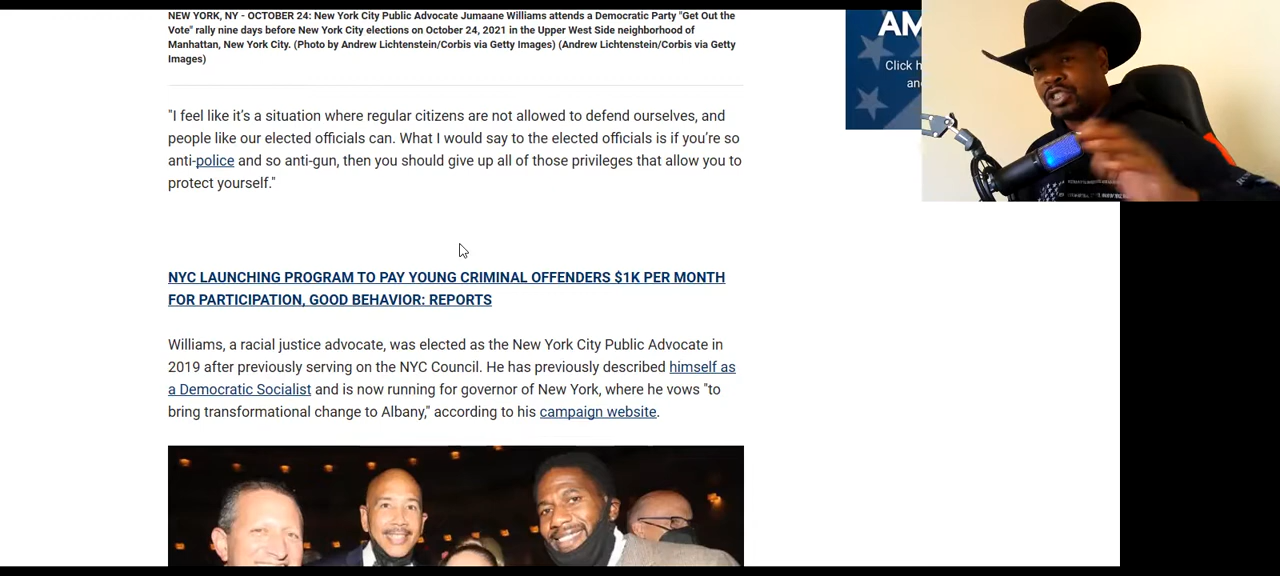 NEW YORK, NY - OCTOBER 24: New York City Public Advocate Jumaane Williams attends a Democratic Party "Get Out the
Vote" rally nine days before New York City elections on October 24, 2021 in the Upper West Side neighborhood of
Manhattan, New York City. (Photo by Andrew Lichtenstein/Corbis via Getty Images) (Andrew Lichtenstein/Corbis via Getty
Images)
AM
Click h
an
"I feel like it's a situation where regular citizens are not allowed to defend ourselves, and
people like our elected officials can. What I would say to the elected officials is if you're so
anti-police and so anti-gun, then you should give up all of those privileges that allow you to
protect yourself."
NYC LAUNCHING PROGRAM TO PAY YOUNG CRIMINAL OFFENDERS $1K PER MONTH
FOR PARTICIPATION, GOOD BEHAVIOR: REPORTS
Williams, a racial justice advocate, was elected as the New York City Public Advocate in
2019 after previously serving on the NYC Council. He has previously described himself as
a Democratic Socialist and is now running for governor of New York, where he vows "to
bring transformational change to Albany," according to his campaign website.